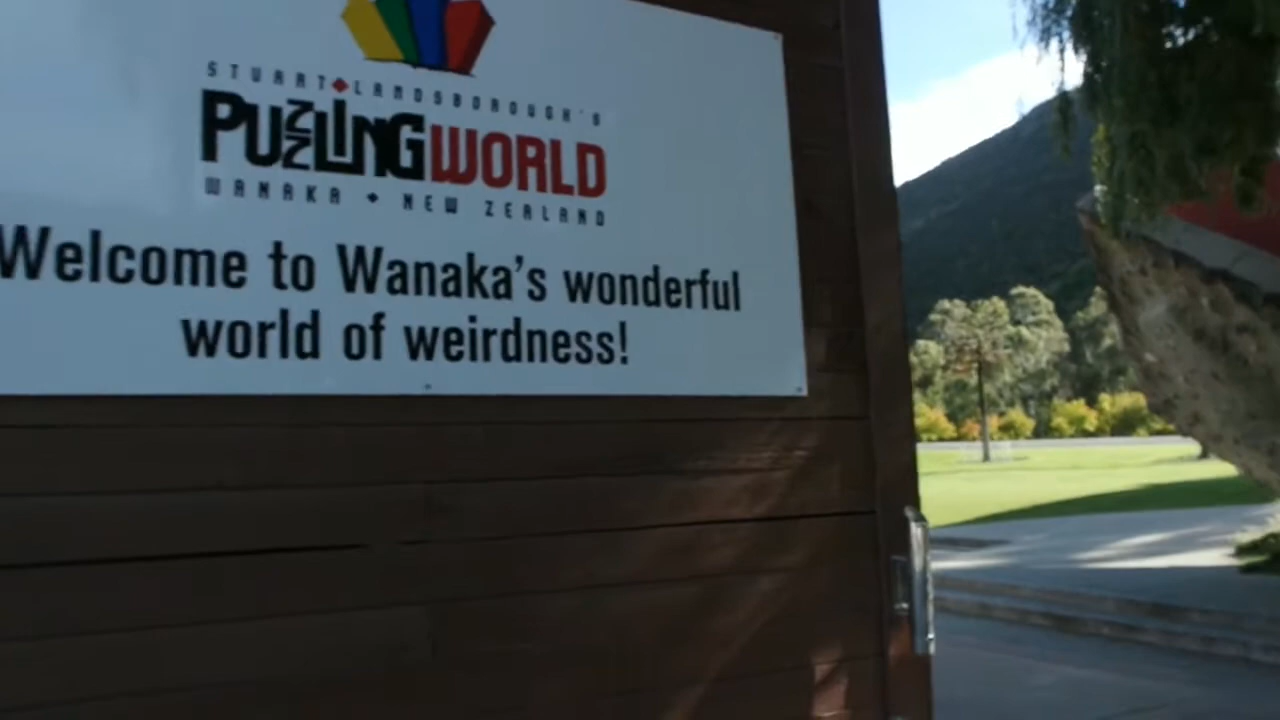 STUART LANDSBOROUGH'S
PUZZLING WORLD
WANAKA NEW ZEALAND
Welcome to Wanaka's wonderful
world of weirdness!